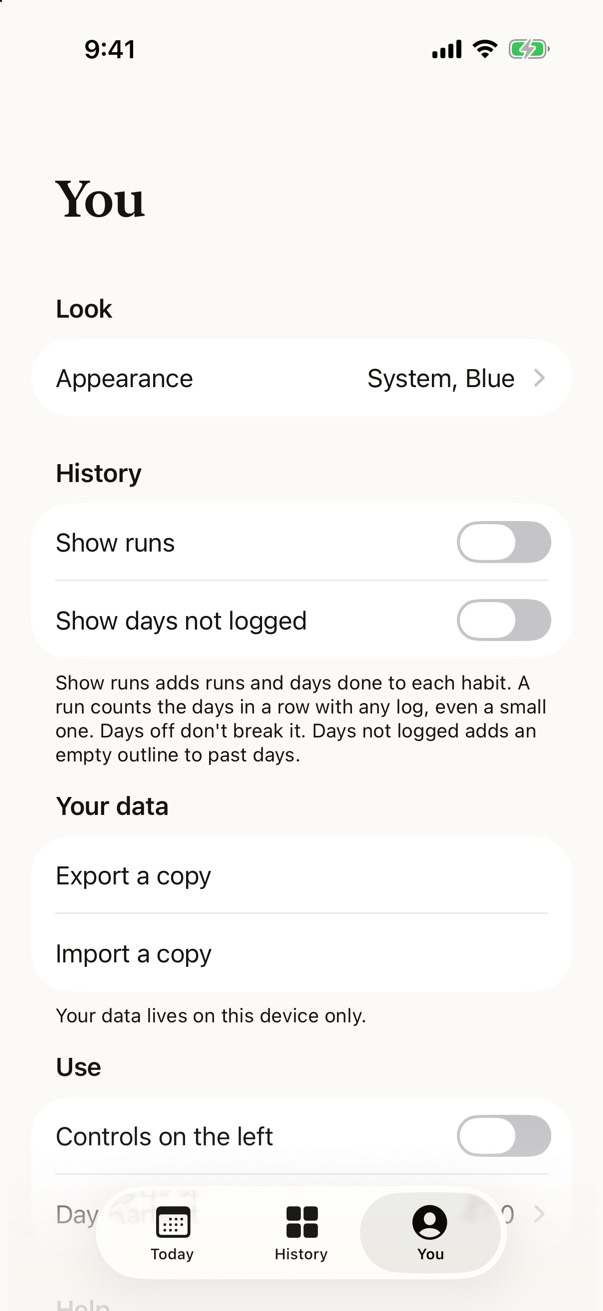 9:41
You
Look
Appearance System, Blue
History
Show runs
Show days not logged
Show runs adds runs and days done to each habit. A
run counts the days in a row with any log, even a small
one. Days off don't break it. Days not logged adds an
empty outline to past days.
Your data
Export a copy
Import a copy
Your data lives on this device only.
Use
Controls on the left
Day
Today History You
Help